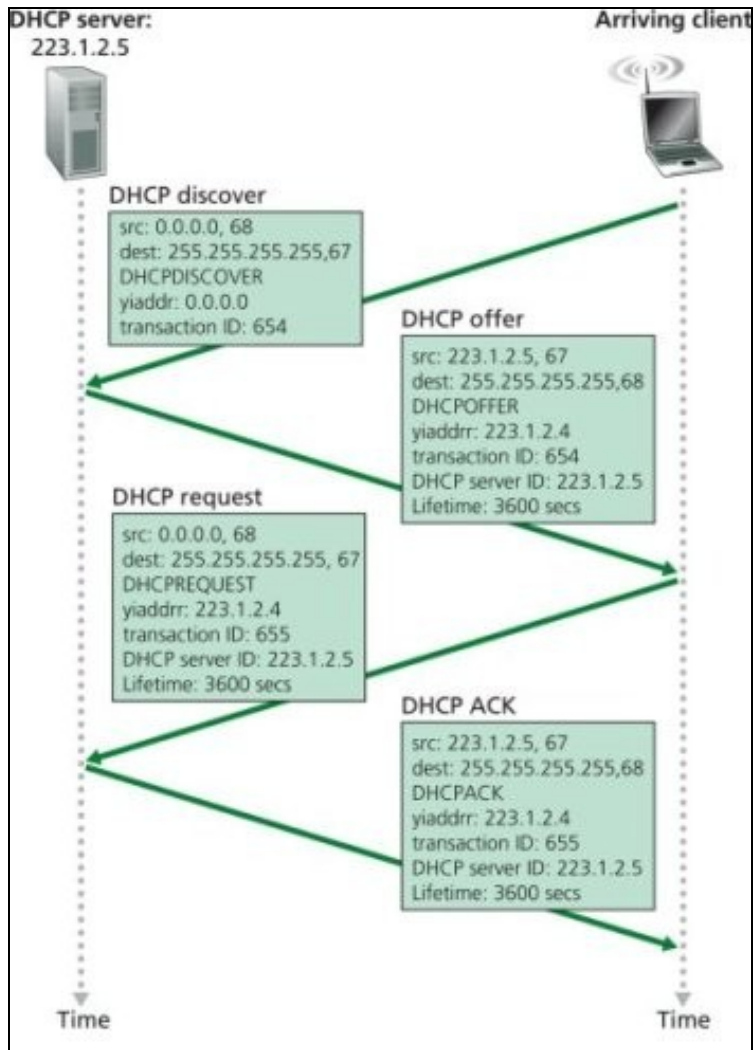 DHCP server:
223.1.2.5
Arriving client
DHCP discover
src: 0.0.0.0, 68
dest: 255.255.255.255,67
DHCPDISCOVER
yiaddr: 0.0.0.0
transaction ID: 654
DHCP offer
src: 223.1.2.5, 67
dest: 255.255.255.255,68
DHCPOFFER
yiaddrr: 223.1.2.4
transaction ID: 654
DHCP server ID: 223.1.2.5
Lifetime: 3600 secs
DHCP request
src: 0.0.0.0, 68
dest: 255.255.255.255, 67
DHCPREQUEST
yiaddrr: 223.1.2.4
transaction ID: 655
DHCP server ID: 223.1.2.5
Lifetime: 3600 secs
DHCP ACK
src: 223.1.2.5, 67
dest: 255.255.255.255,68
DHCPACK
yiaddrr: 223.1.2.4
transaction ID: 655
DHCP server ID: 223.1.2.5
Lifetime: 3600 secs
Time
Time